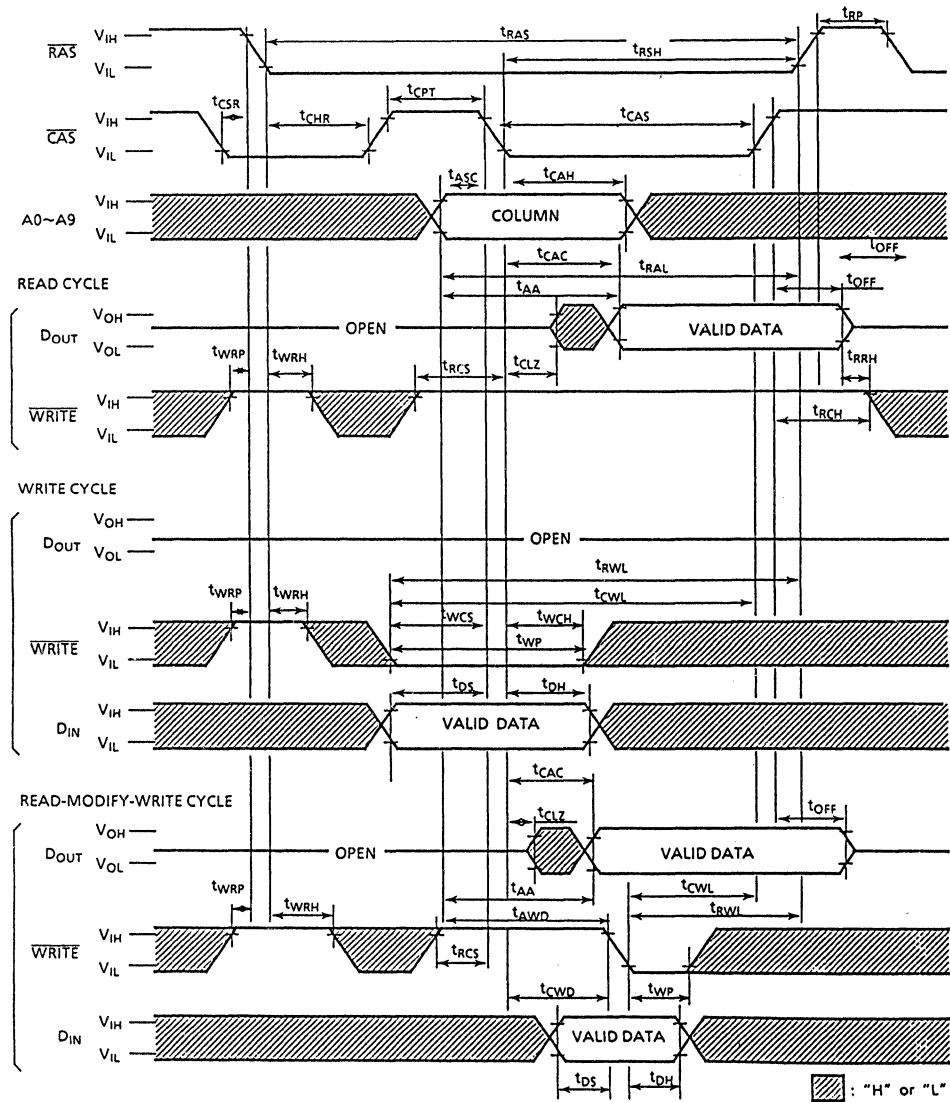 tRP
RAS VIH VIL tRAS
tRSH
tCSR tCHR tCPT tCAS
CAS VIH VIL
tASC tCAH
A0~A9 VIH VIL COLUMN
tCAC tRAL tOFF
READ CYCLE
tAA tOFF
DOUT VOH VOL OPEN VALID DATA
tWRP tWRH tRCS tCLZ tRRH
WRITE VIH VIL tRCH
WRITE CYCLE
DOUT VOH VOL OPEN
tRWL
tWRP tWRH tCWL
tWCS tWCH
WRITE VIH VIL tWP
tDS tDH
DIN VIH VIL VALID DATA
tCAC
READ-MODIFY-WRITE CYCLE
tCLZ tOFF
DOUT VOH VOL OPEN VALID DATA
tAA tCWL
tWRP tWRH tAWD tRWL
WRITE VIH VIL tRCS
tCWD tWP
DIN VIH VIL VALID DATA
tDS tDH
: "H" or "L"